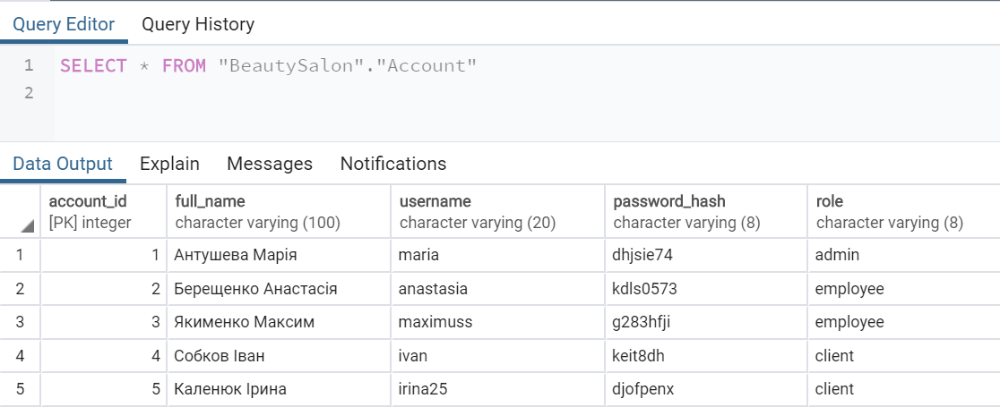 Query Editor Query History
1 SELECT * FROM "BeautySalon"."Account"
2
Data Output Explain Messages Notifications
account_id full_name username password_hash role
[PK] integer character varying (100) character varying (20) character varying (8) character varying (8)
1 1 Антушева Марія maria dhjsie74 admin
2 2 Берещенко Анастасія anastasia kdls0573 employee
3 3 Якименко Максим maximuss g283hfji employee
4 4 Собков Іван ivan keit8dh client
5 5 Каленюк Ірина irina25 djofpenx client